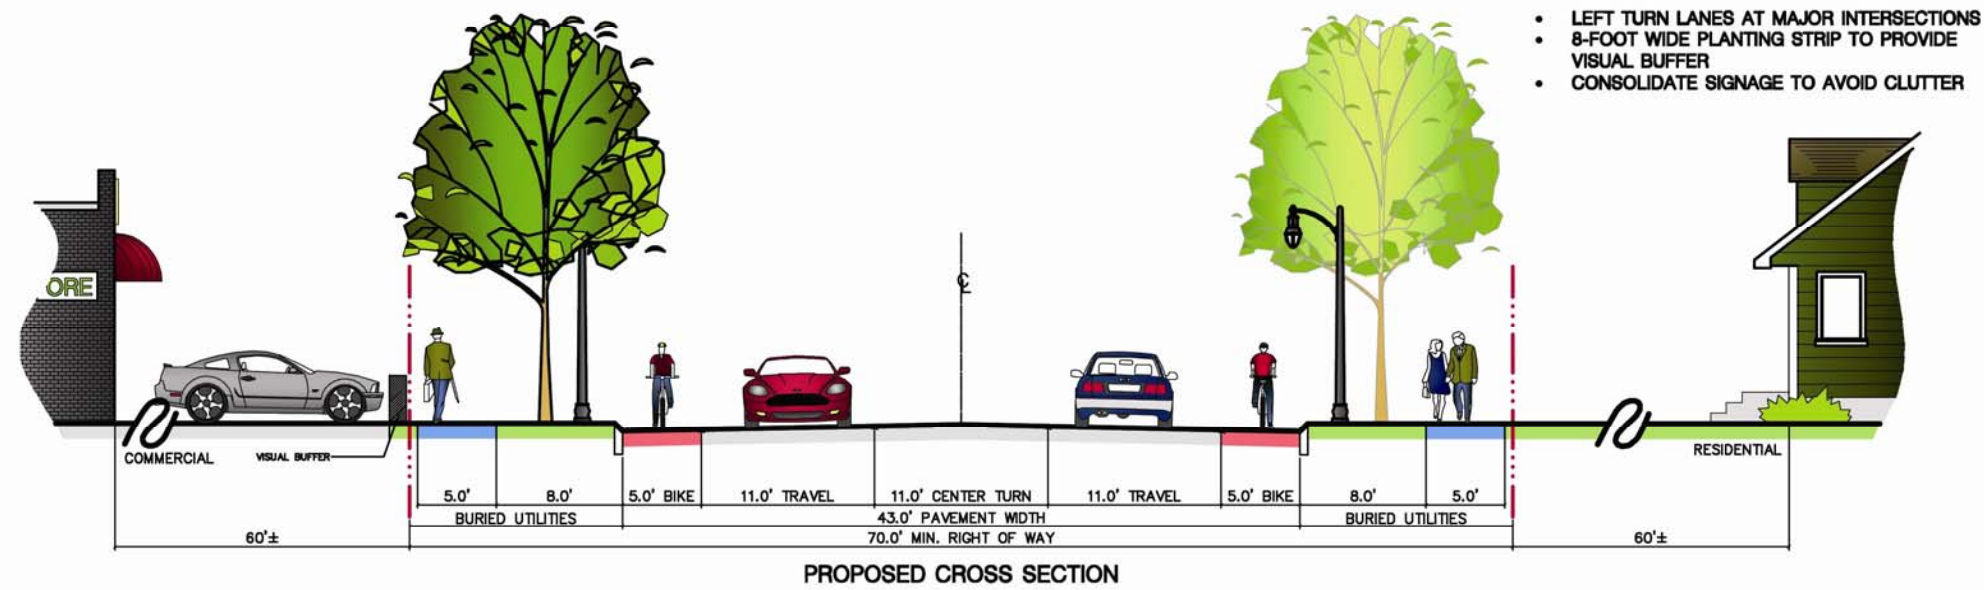 • LEFT TURN LANES AT MAJOR INTERSECTIONS
• 8-FOOT WIDE PLANTING STRIP TO PROVIDE
VISUAL BUFFER
• CONSOLIDATE SIGNAGE TO AVOID CLUTTER
ORE
℄
COMMERCIAL
VISUAL BUFFER
RESIDENTIAL
5.0' 8.0' 5.0' BIKE 11.0' TRAVEL 11.0' CENTER TURN 11.0' TRAVEL 5.0' BIKE 8.0' 5.0'
BURIED UTILITIES 43.0' PAVEMENT WIDTH BURIED UTILITIES
60'± 70.0' MIN. RIGHT OF WAY 60'±
PROPOSED CROSS SECTION